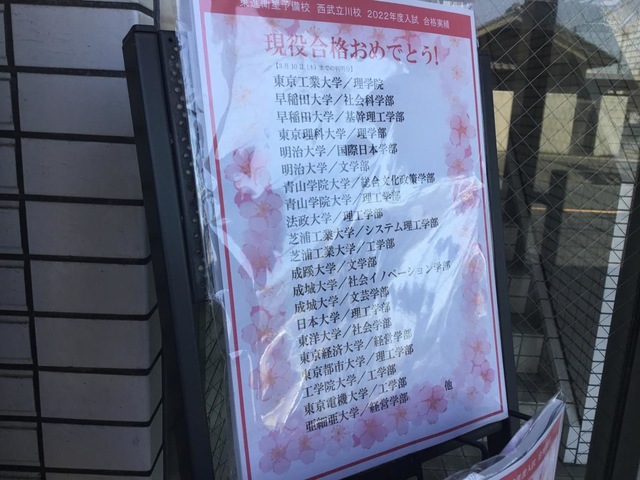 東進衛星予備校 西武立川校 2022年度入試 合格実績
現役合格おめでとう!
東京工業大学／理学院
早稲田大学／社会科学部
早稲田大学／基幹理工学部
東京理科大学／理学部
明治大学／国際日本学部
明治大学／文学部
青山学院大学／総合文化政策学部
青山学院大学／理工学部
法政大学／理工学部
芝浦工業大学／システム理工学部
芝浦工業大学／工学部
成蹊大学／文学部
成城大学／社会イノベーション学部
成城大学／文芸学部
日本大学／理工学部
東洋大学／社会学部
東京経済大学／経営学部
東京都市大学／理工学部
工学院大学／工学部
東京電機大学／工学部
亜細亜大学／経営学部 他